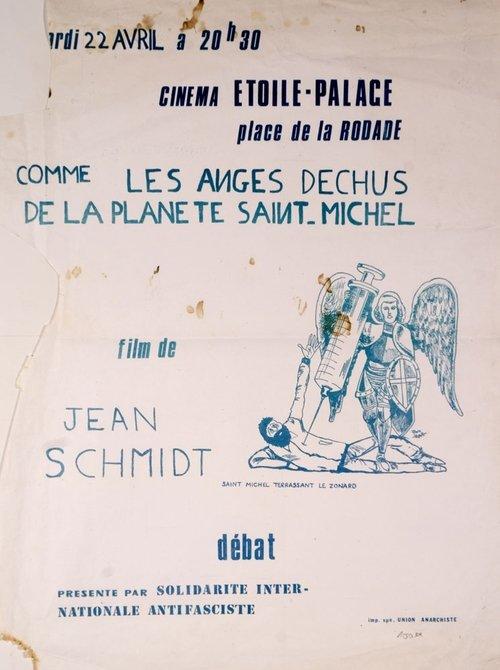 ardi 22 AVRIL à 20h30
CINEMA ETOILE-PALACE
place de la RODADE
COMME LES ANGES DECHUS
DE LA PLANETE SAINT-MICHEL
film de
JEAN
SCHMIDT
SAINT MICHEL TERRASSANT LE ZONARD
débat
PRESENTE PAR SOLIDARITE INTER-
NATIONALE ANTIFASCISTE
imp. spé. UNION ANARCHISTE